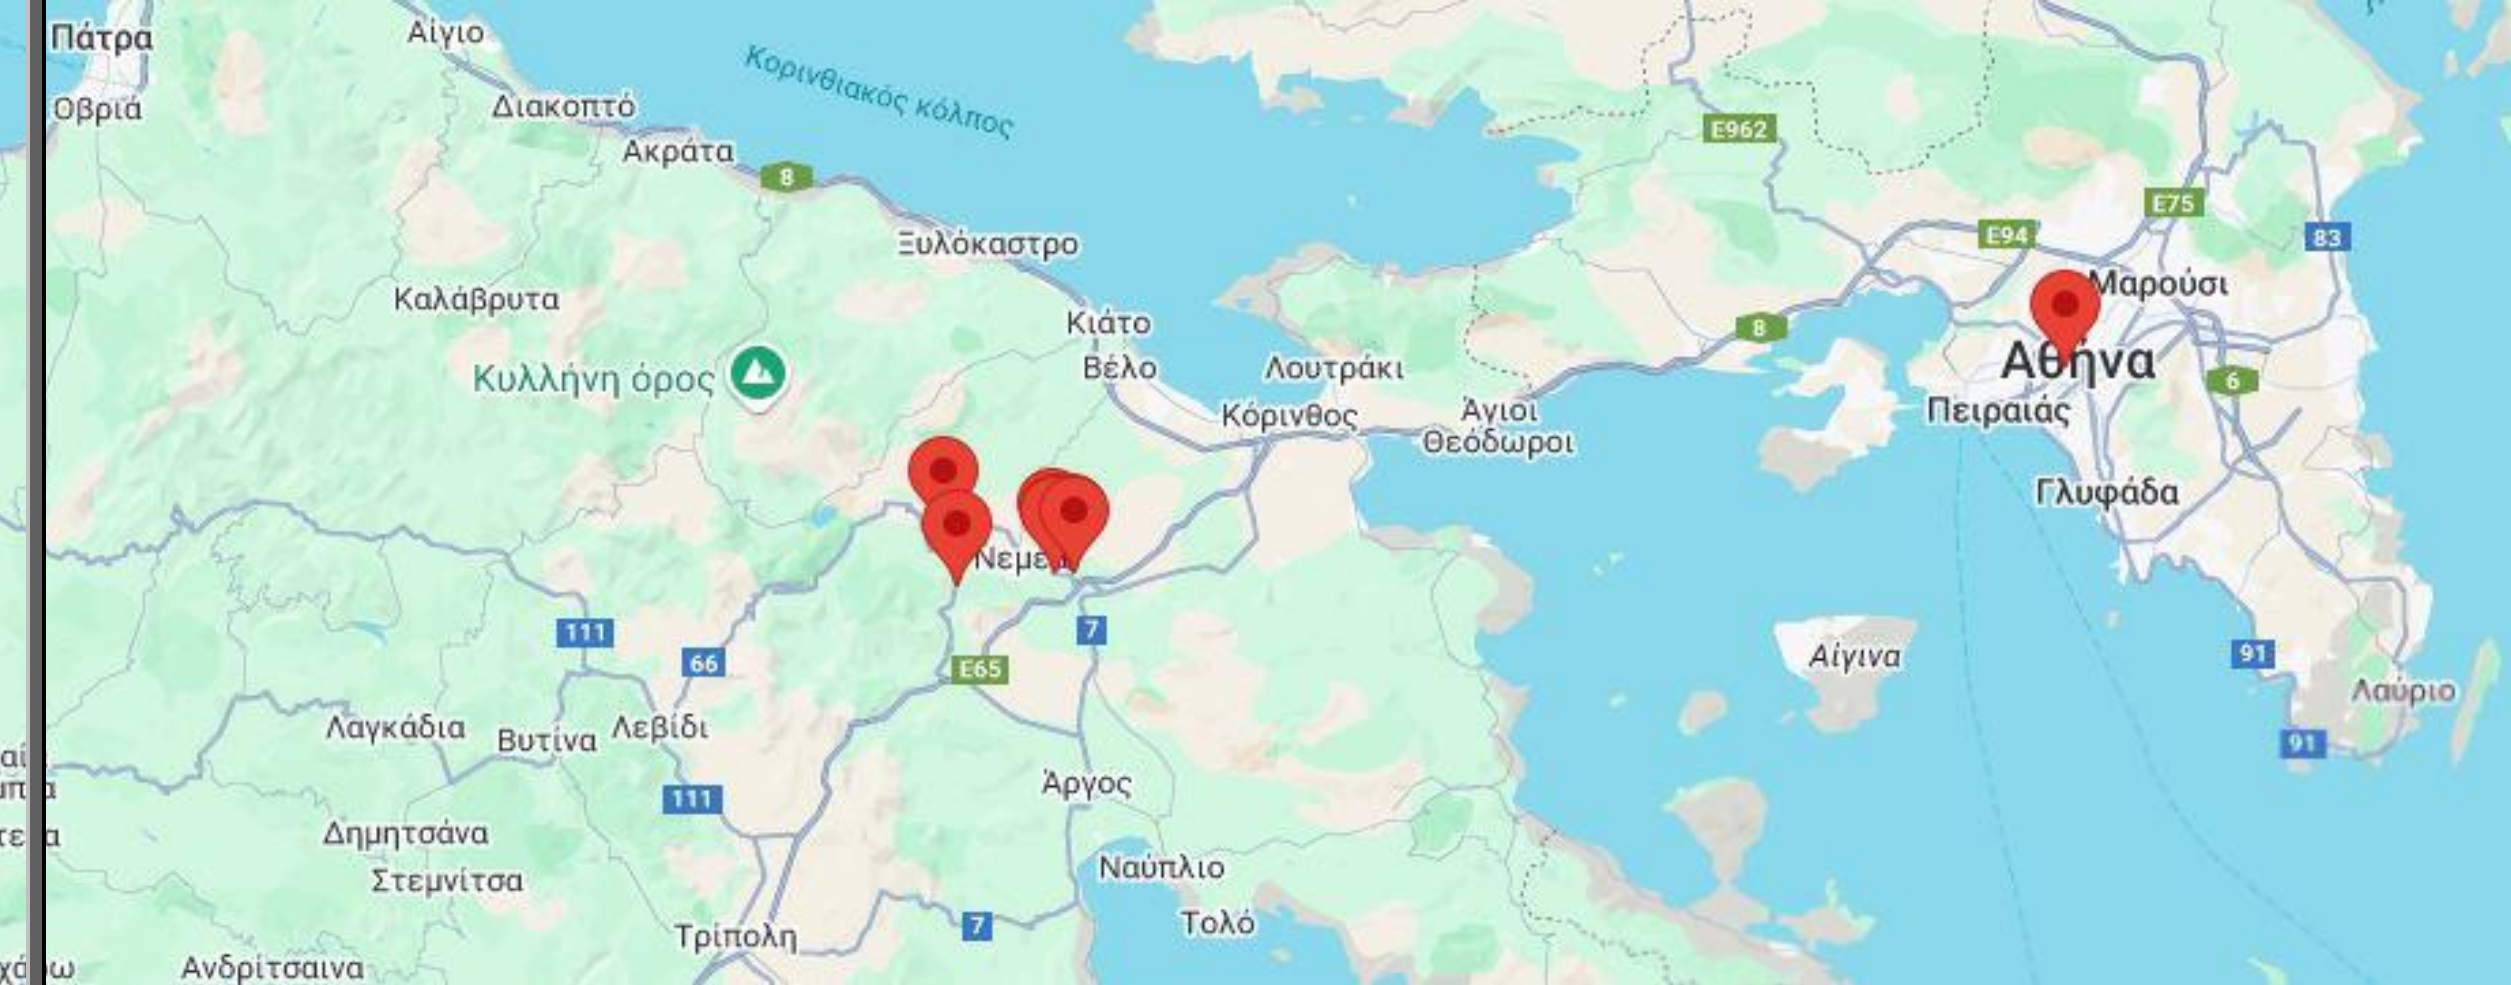 Πάτρα
Αίγιο
Κορινθιακός κόλπος
Οβριά
Διακοπτό
E962
Ακράτα
8
E75
E94
83
Ξυλόκαστρο
Μαρούσι
Καλάβρυτα
Κιάτο
8
Κυλλήνη όρος
Βέλο
Λουτράκι
Αθήνα
6
Κόρινθος
Άγιοι
Θεόδωροι
Πειραιάς
Γλυφάδα
111
7
66
E65
Αίγινα
91
Λαύριο
Λαγκάδια
Βυτίνα
Λεβίδι
91
Άργος
111
Δημητσάνα
Στεμνίτσα
Ναύπλιο
Τολό
7
Τρίπολη
Ανδρίτσαινα